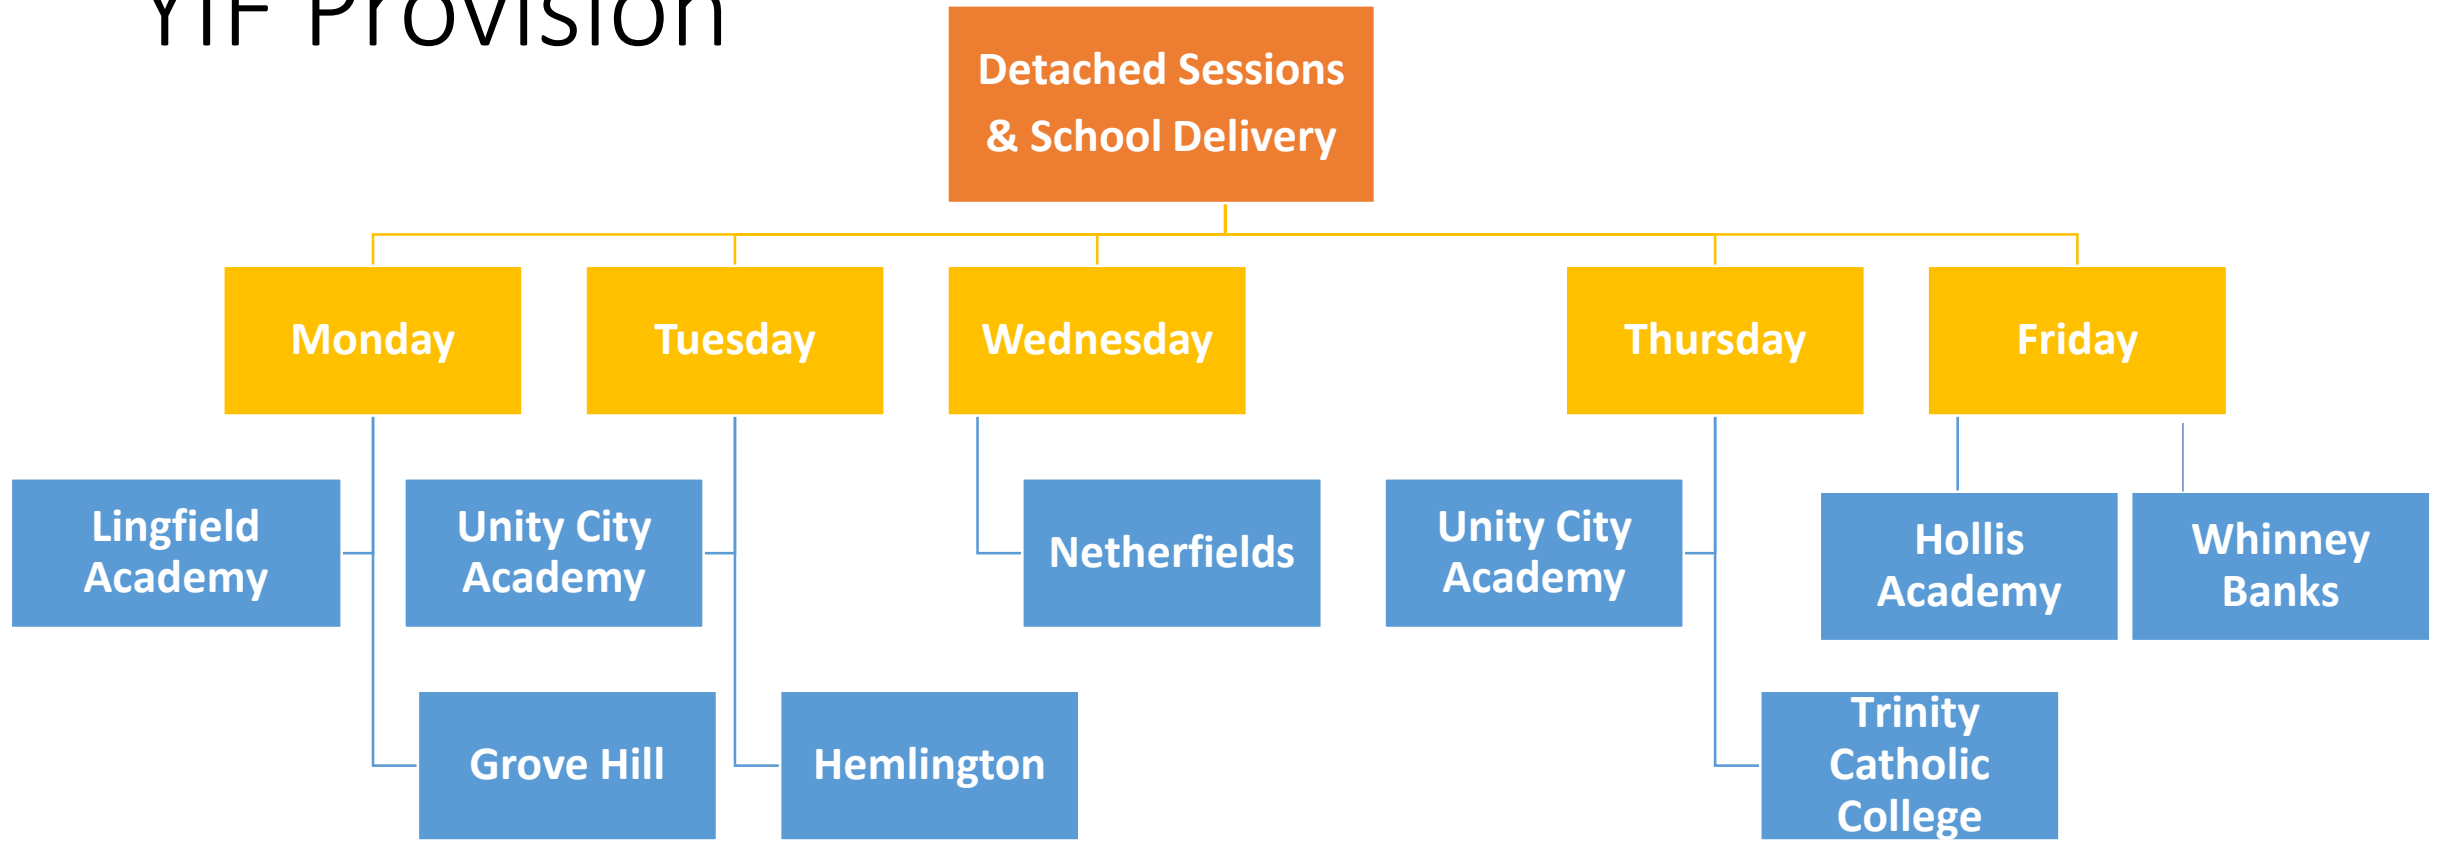 YIF Provision
Detached Sessions
& School Delivery
Monday
Tuesday
Wednesday
Thursday
Friday
Lingfield
Academy
Unity City
Academy
Netherfields
Unity City
Academy
Hollis
Academy
Whinney
Banks
Grove Hill
Hemlington
Trinity
Catholic
College